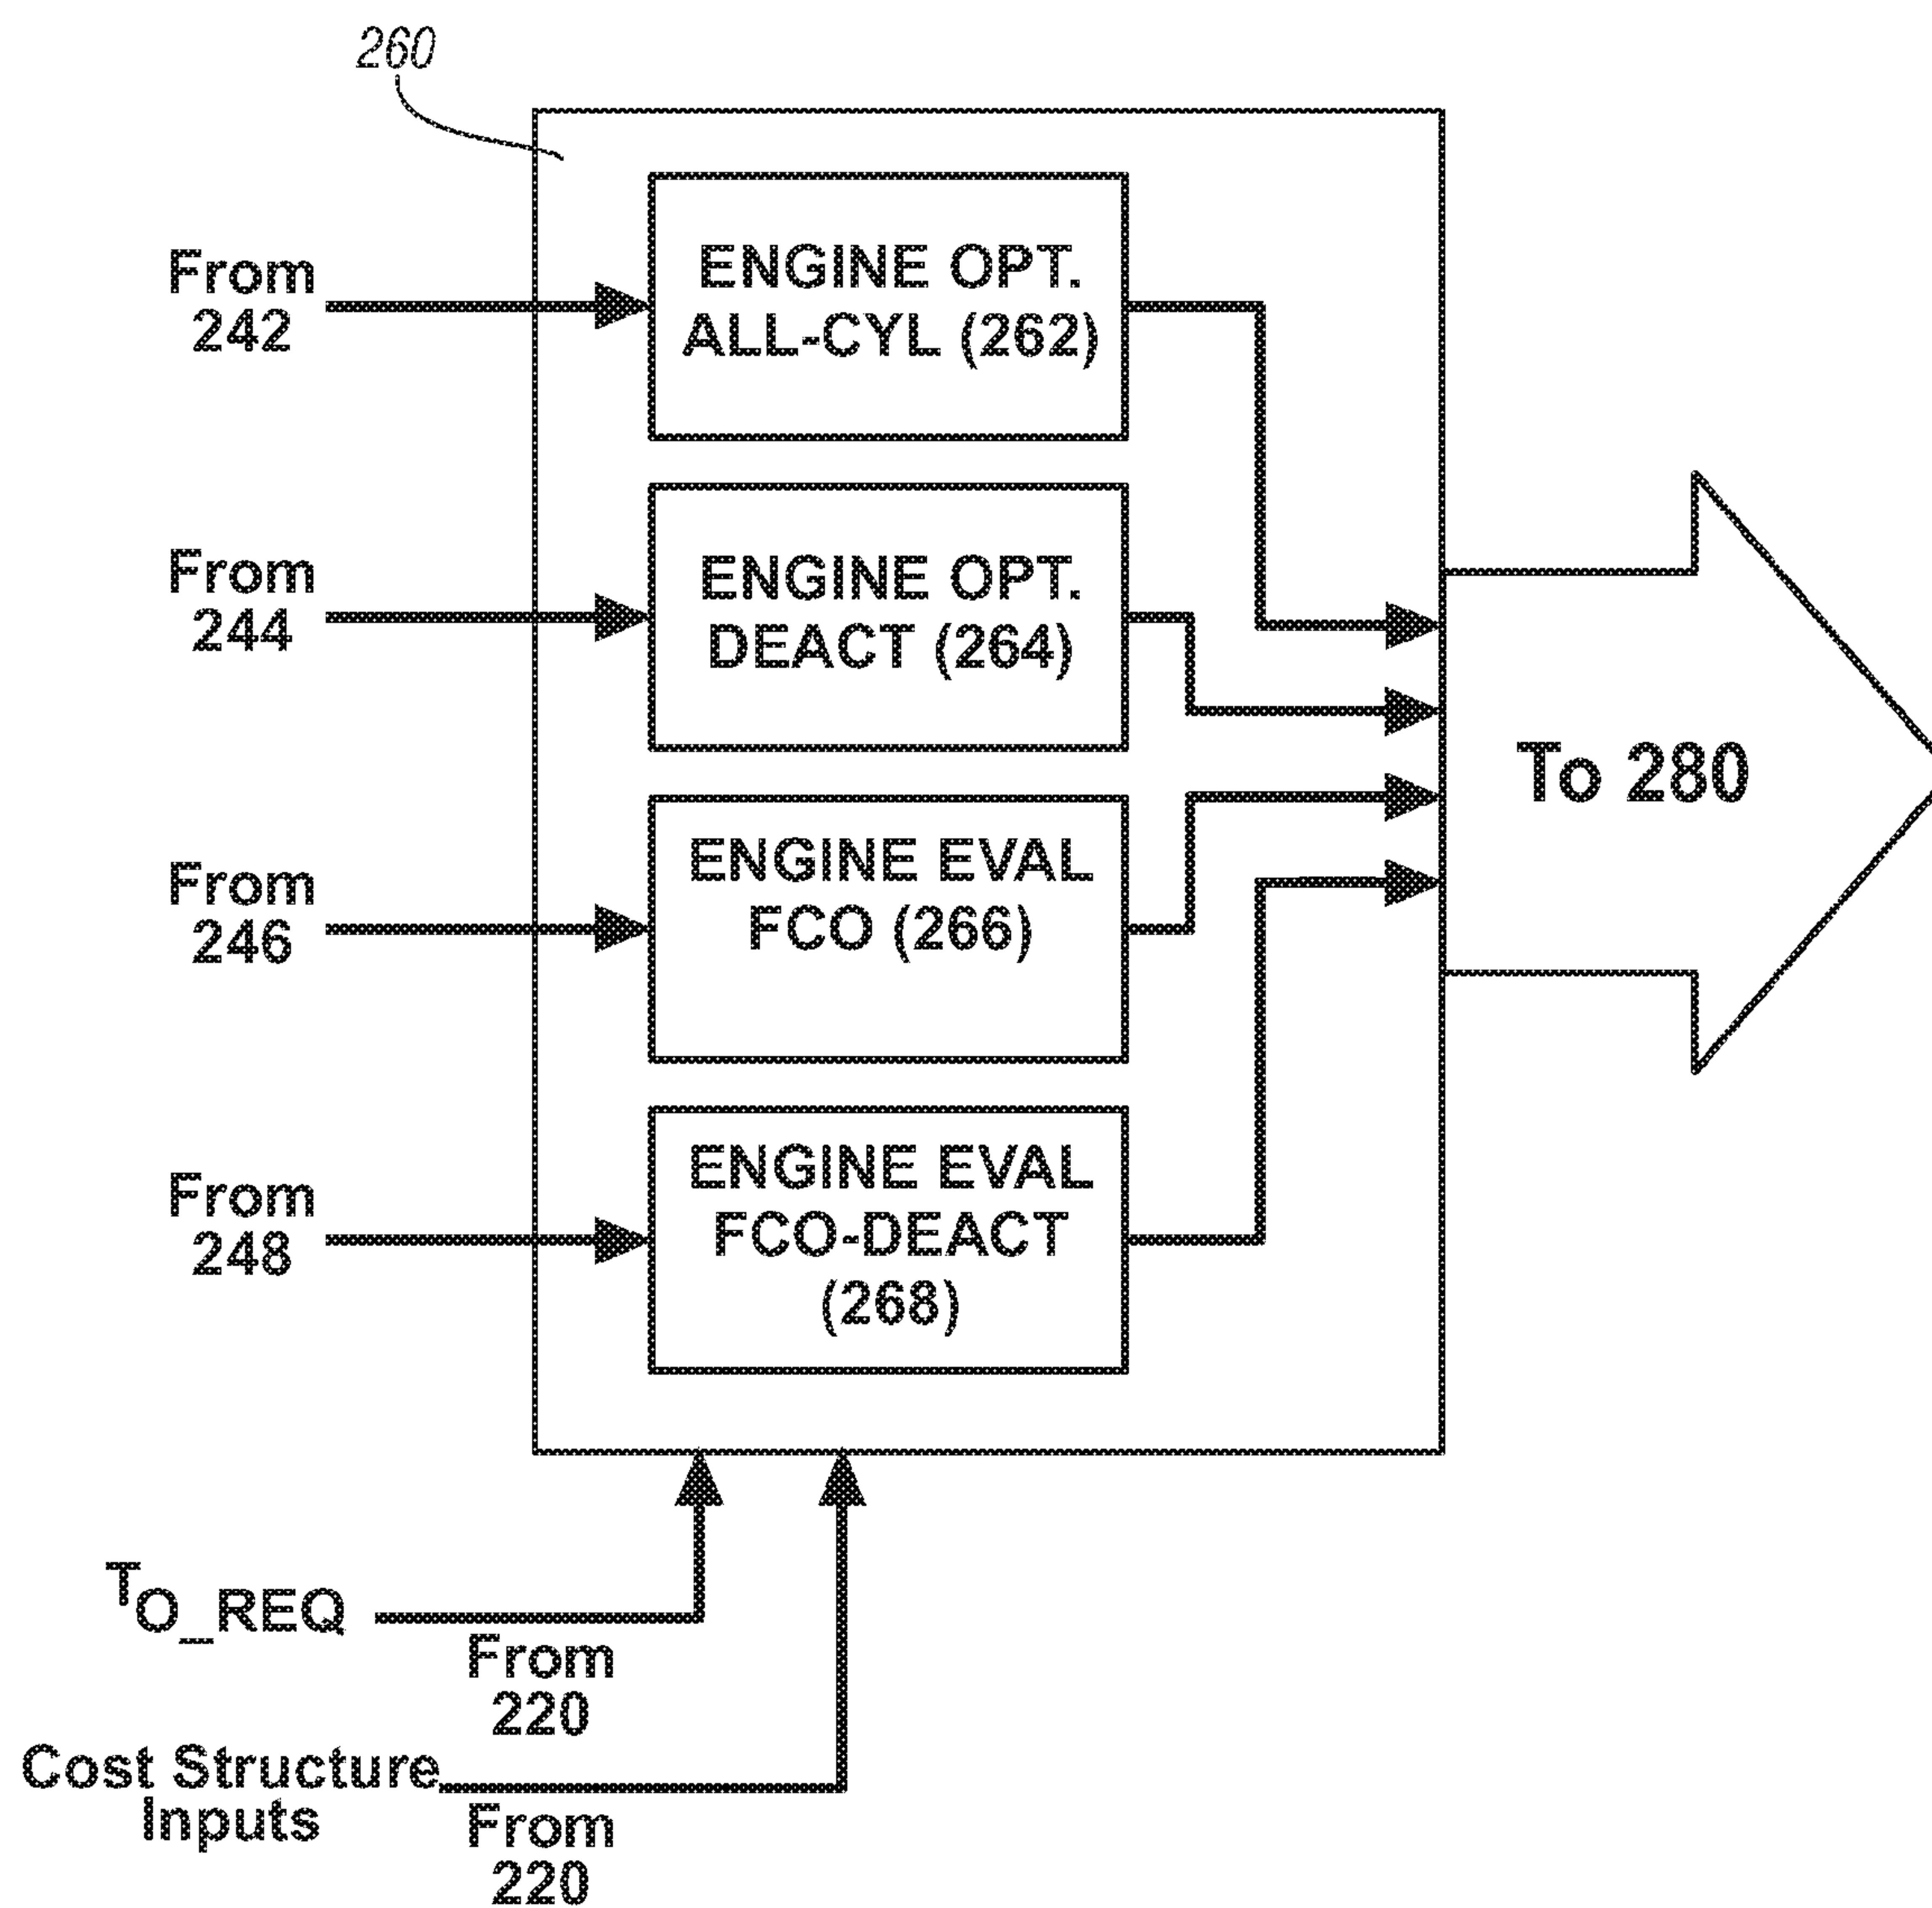 260
From
242
ENGINE OPT.
ALL-CYL (262)
From
244
ENGINE OPT.
DEACT (264)
From
246
ENGINE EVAL
FCO (266)
From
248
ENGINE EVAL
FCO-DEACT
(268)
To 280
TO_REQ
From
220
Cost Structure
Inputs
From
220